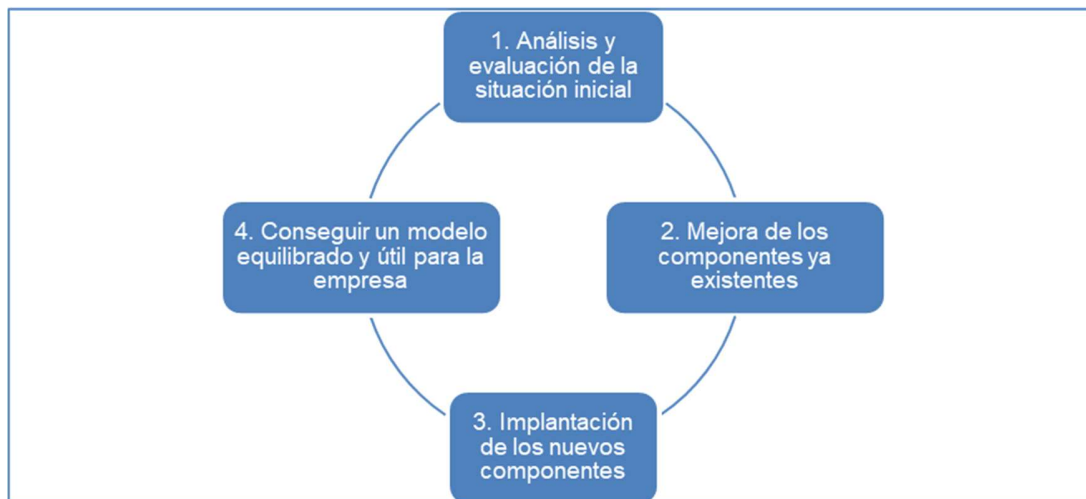 1. Análisis y
evaluación de la
situación inicial
2. Mejora de los
componentes ya
existentes
3. Implantación
de los nuevos
componentes
4. Conseguir un modelo
equilibrado y útil para la
empresa